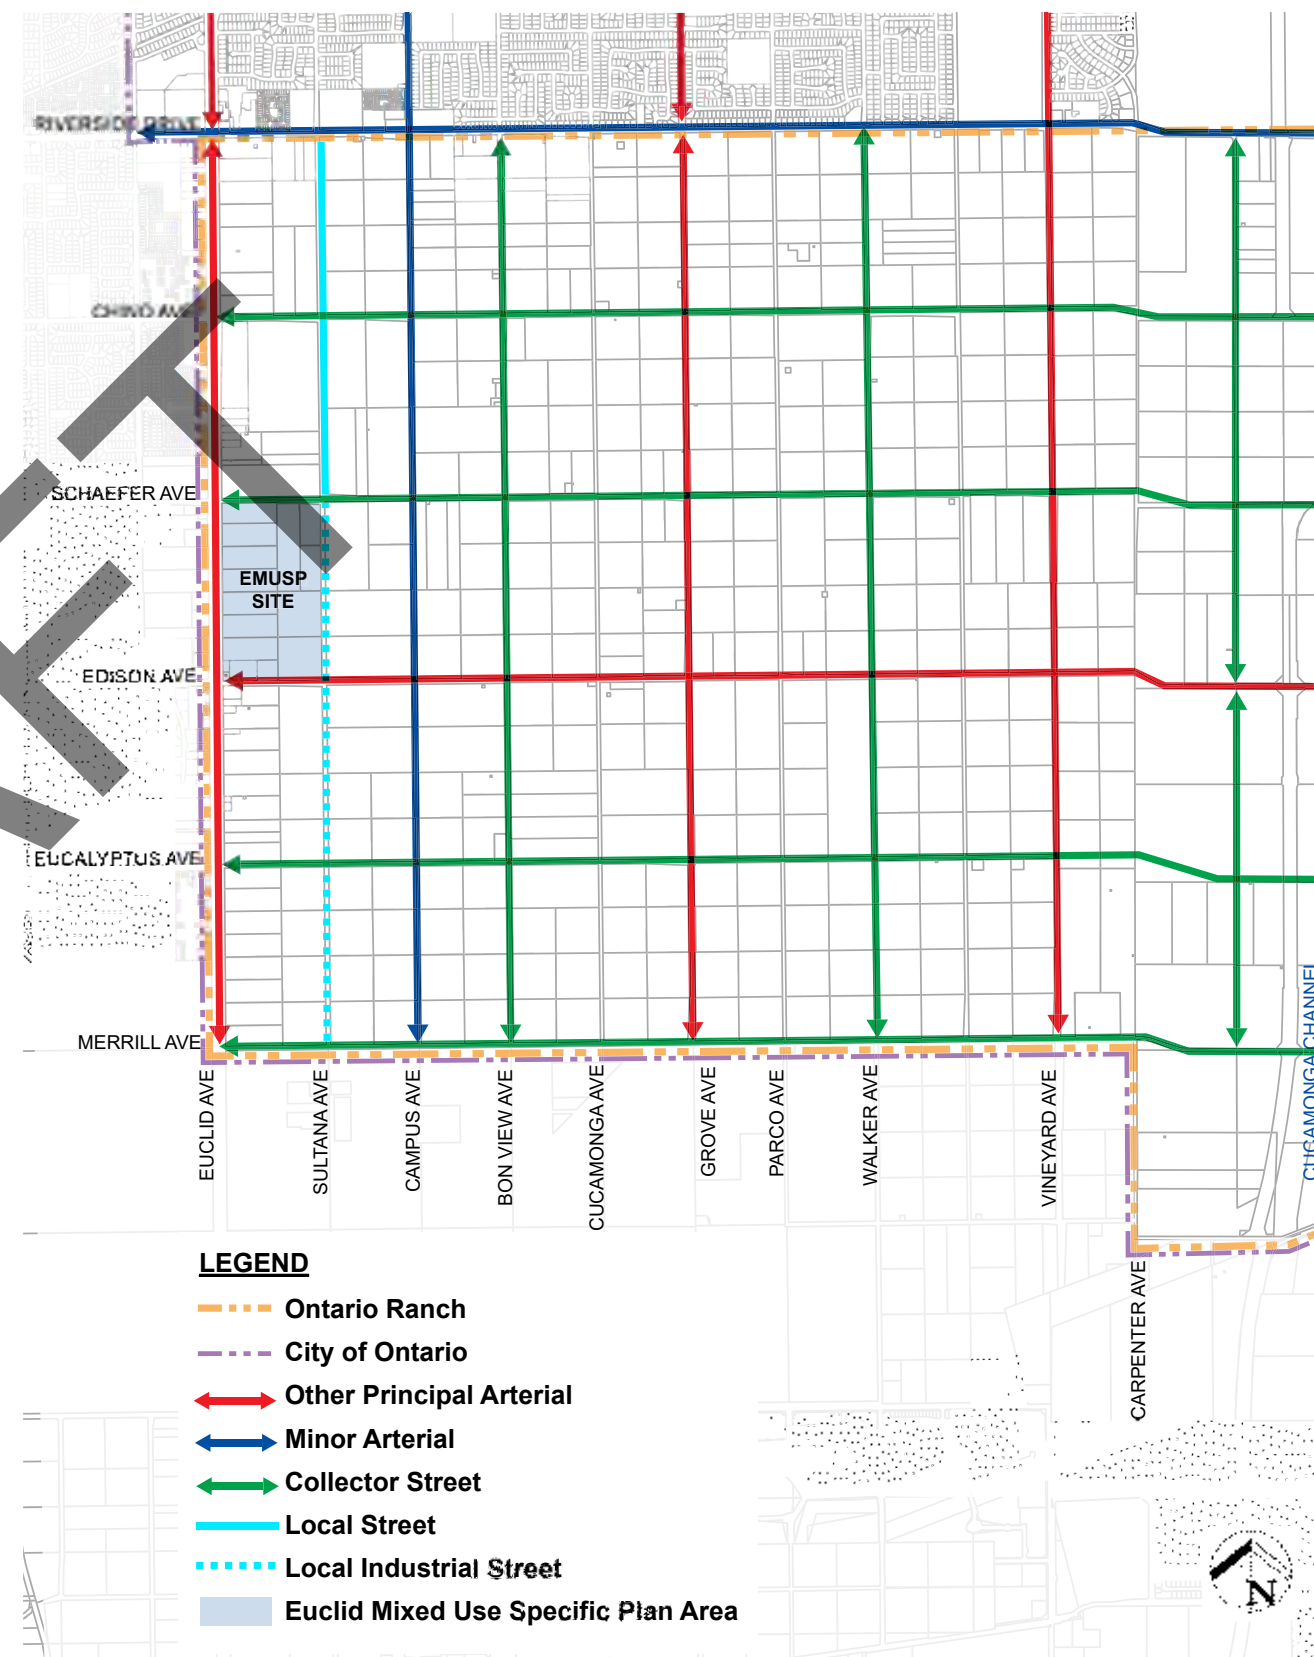 RIVERSIDE DRIVE
CHINO AVE
SCHAEFER AVE
EMUSP
SITE
EDISON AVE
EUCALYPTUS AVE
MERRILL AVE
EUCLID AVE
SULTANA AVE
CAMPUS AVE
BON VIEW AVE
CUCAMONGA AVE
GROVE AVE
PARCO AVE
WALKER AVE
VINEYARD AVE
CARPENTER AVE
CUCAMONGA CHANNEL
LEGEND
Ontario Ranch
City of Ontario
Other Principal Arterial
Minor Arterial
Collector Street
Local Street
Local Industrial Street
Euclid Mixed Use Specific Plan Area
N